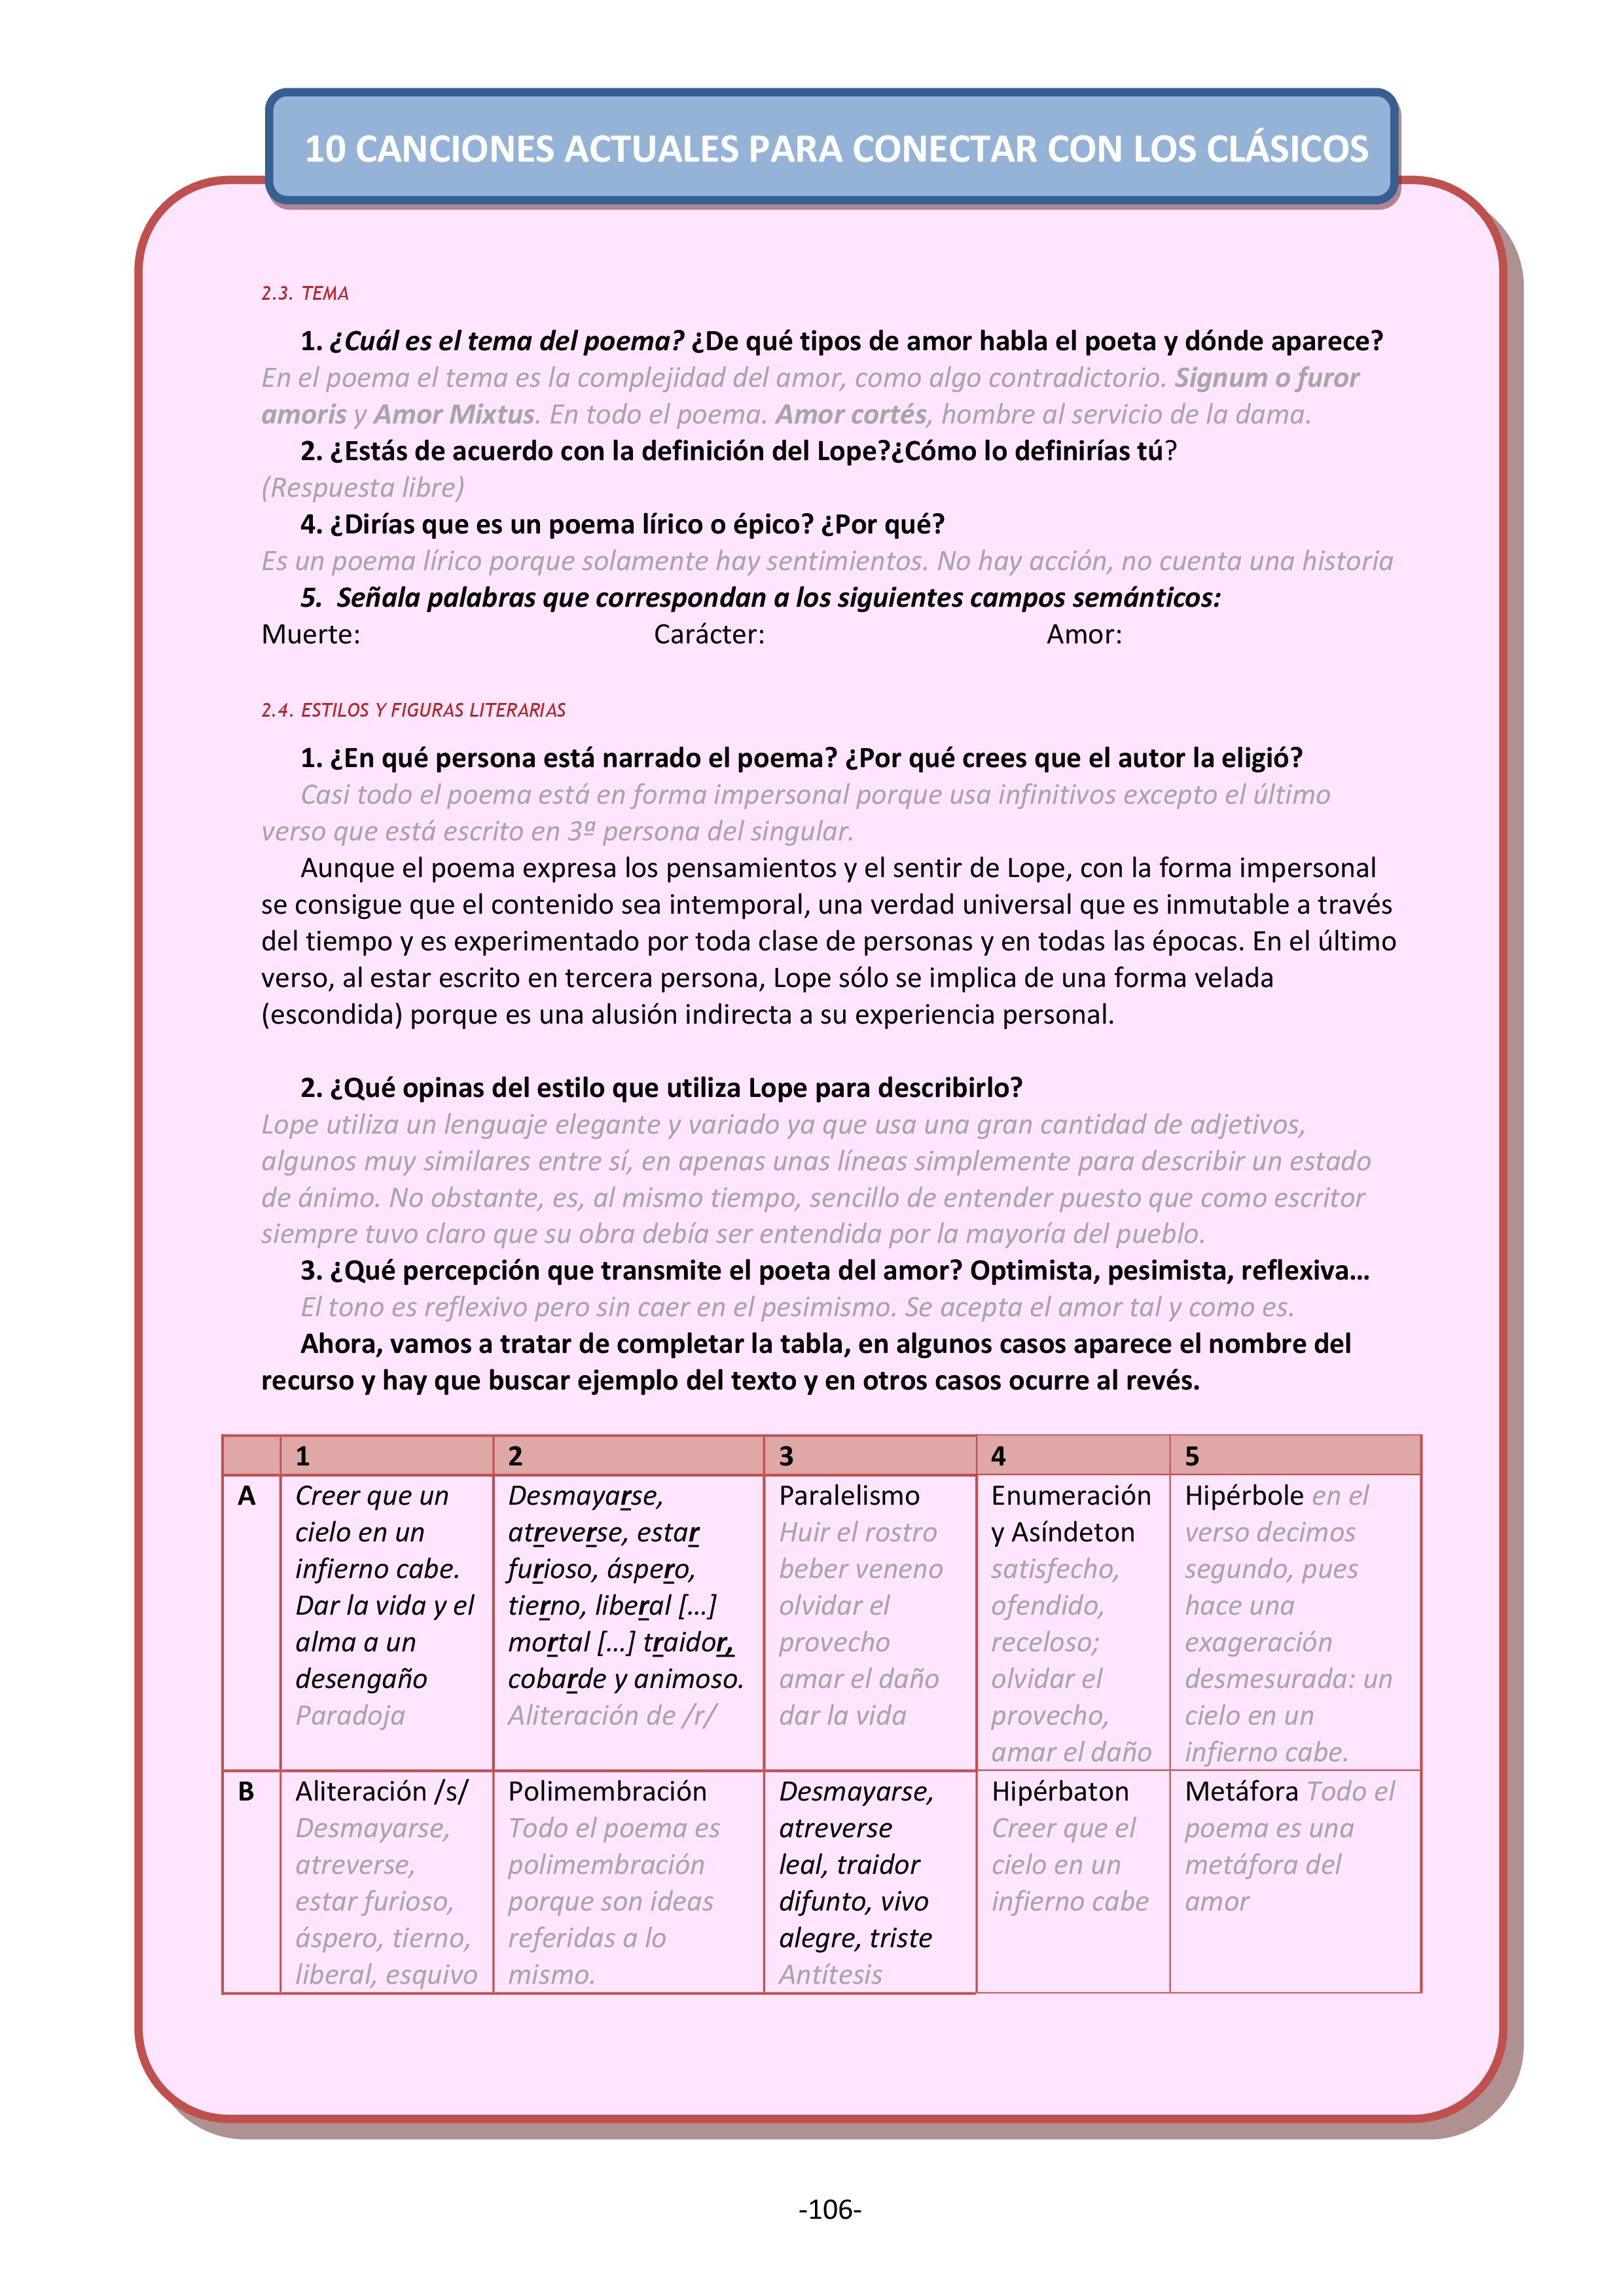 10 CANCIONES ACTUALES PARA CONECTAR CON LOS CLÁSICOS
2.3. TEMA
1. ¿Cuál es el tema del poema? ¿De qué tipos de amor habla el poeta y dónde aparece?
En el poema el tema es la complejidad del amor, como algo contradictorio. Signum o furor
amoris y Amor Mixtus. En todo el poema. Amor cortés, hombre al servicio de la dama.
2. ¿Estás de acuerdo con la definición del Lope?¿Cómo lo definirías tú?
(Respuesta libre)
4. ¿Dirías que es un poema lírico o épico? ¿Por qué?
Es un poema lírico porque solamente hay sentimientos. No hay acción, no cuenta una historia
5. Señala palabras que correspondan a los siguientes campos semánticos:
Muerte: Carácter: Amor:
2.4. ESTILOS Y FIGURAS LITERARIAS
1. ¿En qué persona está narrado el poema? ¿Por qué crees que el autor la eligió?
Casi todo el poema está en forma impersonal porque usa infinitivos excepto el último
verso que está escrito en 3ª persona del singular.
Aunque el poema expresa los pensamientos y el sentir de Lope, con la forma impersonal
se consigue que el contenido sea intemporal, una verdad universal que es inmutable a través
del tiempo y es experimentado por toda clase de personas y en todas las épocas. En el último
verso, al estar escrito en tercera persona, Lope sólo se implica de una forma velada
(escondida) porque es una alusión indirecta a su experiencia personal.
2. ¿Qué opinas del estilo que utiliza Lope para describirlo?
Lope utiliza un lenguaje elegante y variado ya que usa una gran cantidad de adjetivos,
algunos muy similares entre sí, en apenas unas líneas simplemente para describir un estado
de ánimo. No obstante, es, al mismo tiempo, sencillo de entender puesto que como escritor
siempre tuvo claro que su obra debía ser entendida por la mayoría del pueblo.
3. ¿Qué percepción que transmite el poeta del amor? Optimista, pesimista, reflexiva…
El tono es reflexivo pero sin caer en el pesimismo. Se acepta el amor tal y como es.
Ahora, vamos a tratar de completar la tabla, en algunos casos aparece el nombre del
recurso y hay que buscar ejemplo del texto y en otros casos ocurre al revés.
1 2 3 4 5
A
Creer que un
cielo en un
infierno cabe.
Dar la vida y el
alma a un
desengaño
Paradoja
Desmayarse,
atreverse, estar
furioso, áspero,
tierno, liberal […]
mortal […] traidor,
cobarde y animoso.
Aliteración de /r/
Paralelismo
Huir el rostro
beber veneno
olvidar el
provecho
amar el daño
dar la vida
Enumeración
y Asíndeton
satisfecho,
ofendido,
receloso;
olvidar el
provecho,
amar el daño
Hipérbole en el
verso decimos
segundo, pues
hace una
exageración
desmesurada: un
cielo en un
infierno cabe.
B
Aliteración /s/
Desmayarse,
atreverse,
estar furioso,
áspero, tierno,
liberal, esquivo
Polimembración
Todo el poema es
polimembración
porque son ideas
referidas a lo
mismo.
Desmayarse,
atreverse
leal, traidor
difunto, vivo
alegre, triste
Antítesis
Hipérbaton
Creer que el
cielo en un
infierno cabe
Metáfora Todo el
poema es una
metáfora del
amor
-106-